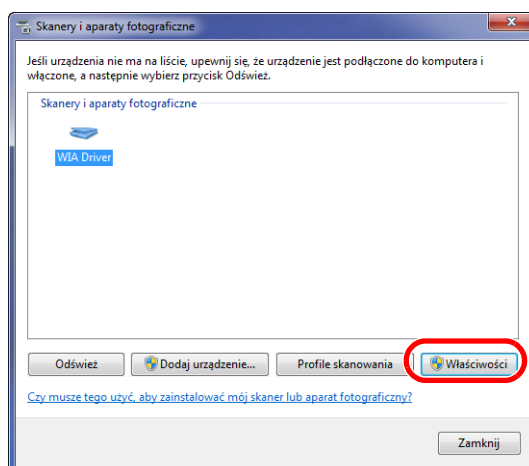 Skanery i aparaty fotograficzne
Jeśli urządzenia nie ma na liście, upewnij się, że urządzenie jest podłączone do komputera i
włączone, a następnie wybierz przycisk Odśwież.
Skanery i aparaty fotograficzne
WIA Driver
Odśwież
Dodaj urządzenie...
Profile skanowania
Właściwości
Czy musze tego użyć, aby zainstalować mój skaner lub aparat fotograficzny?
Zamknij